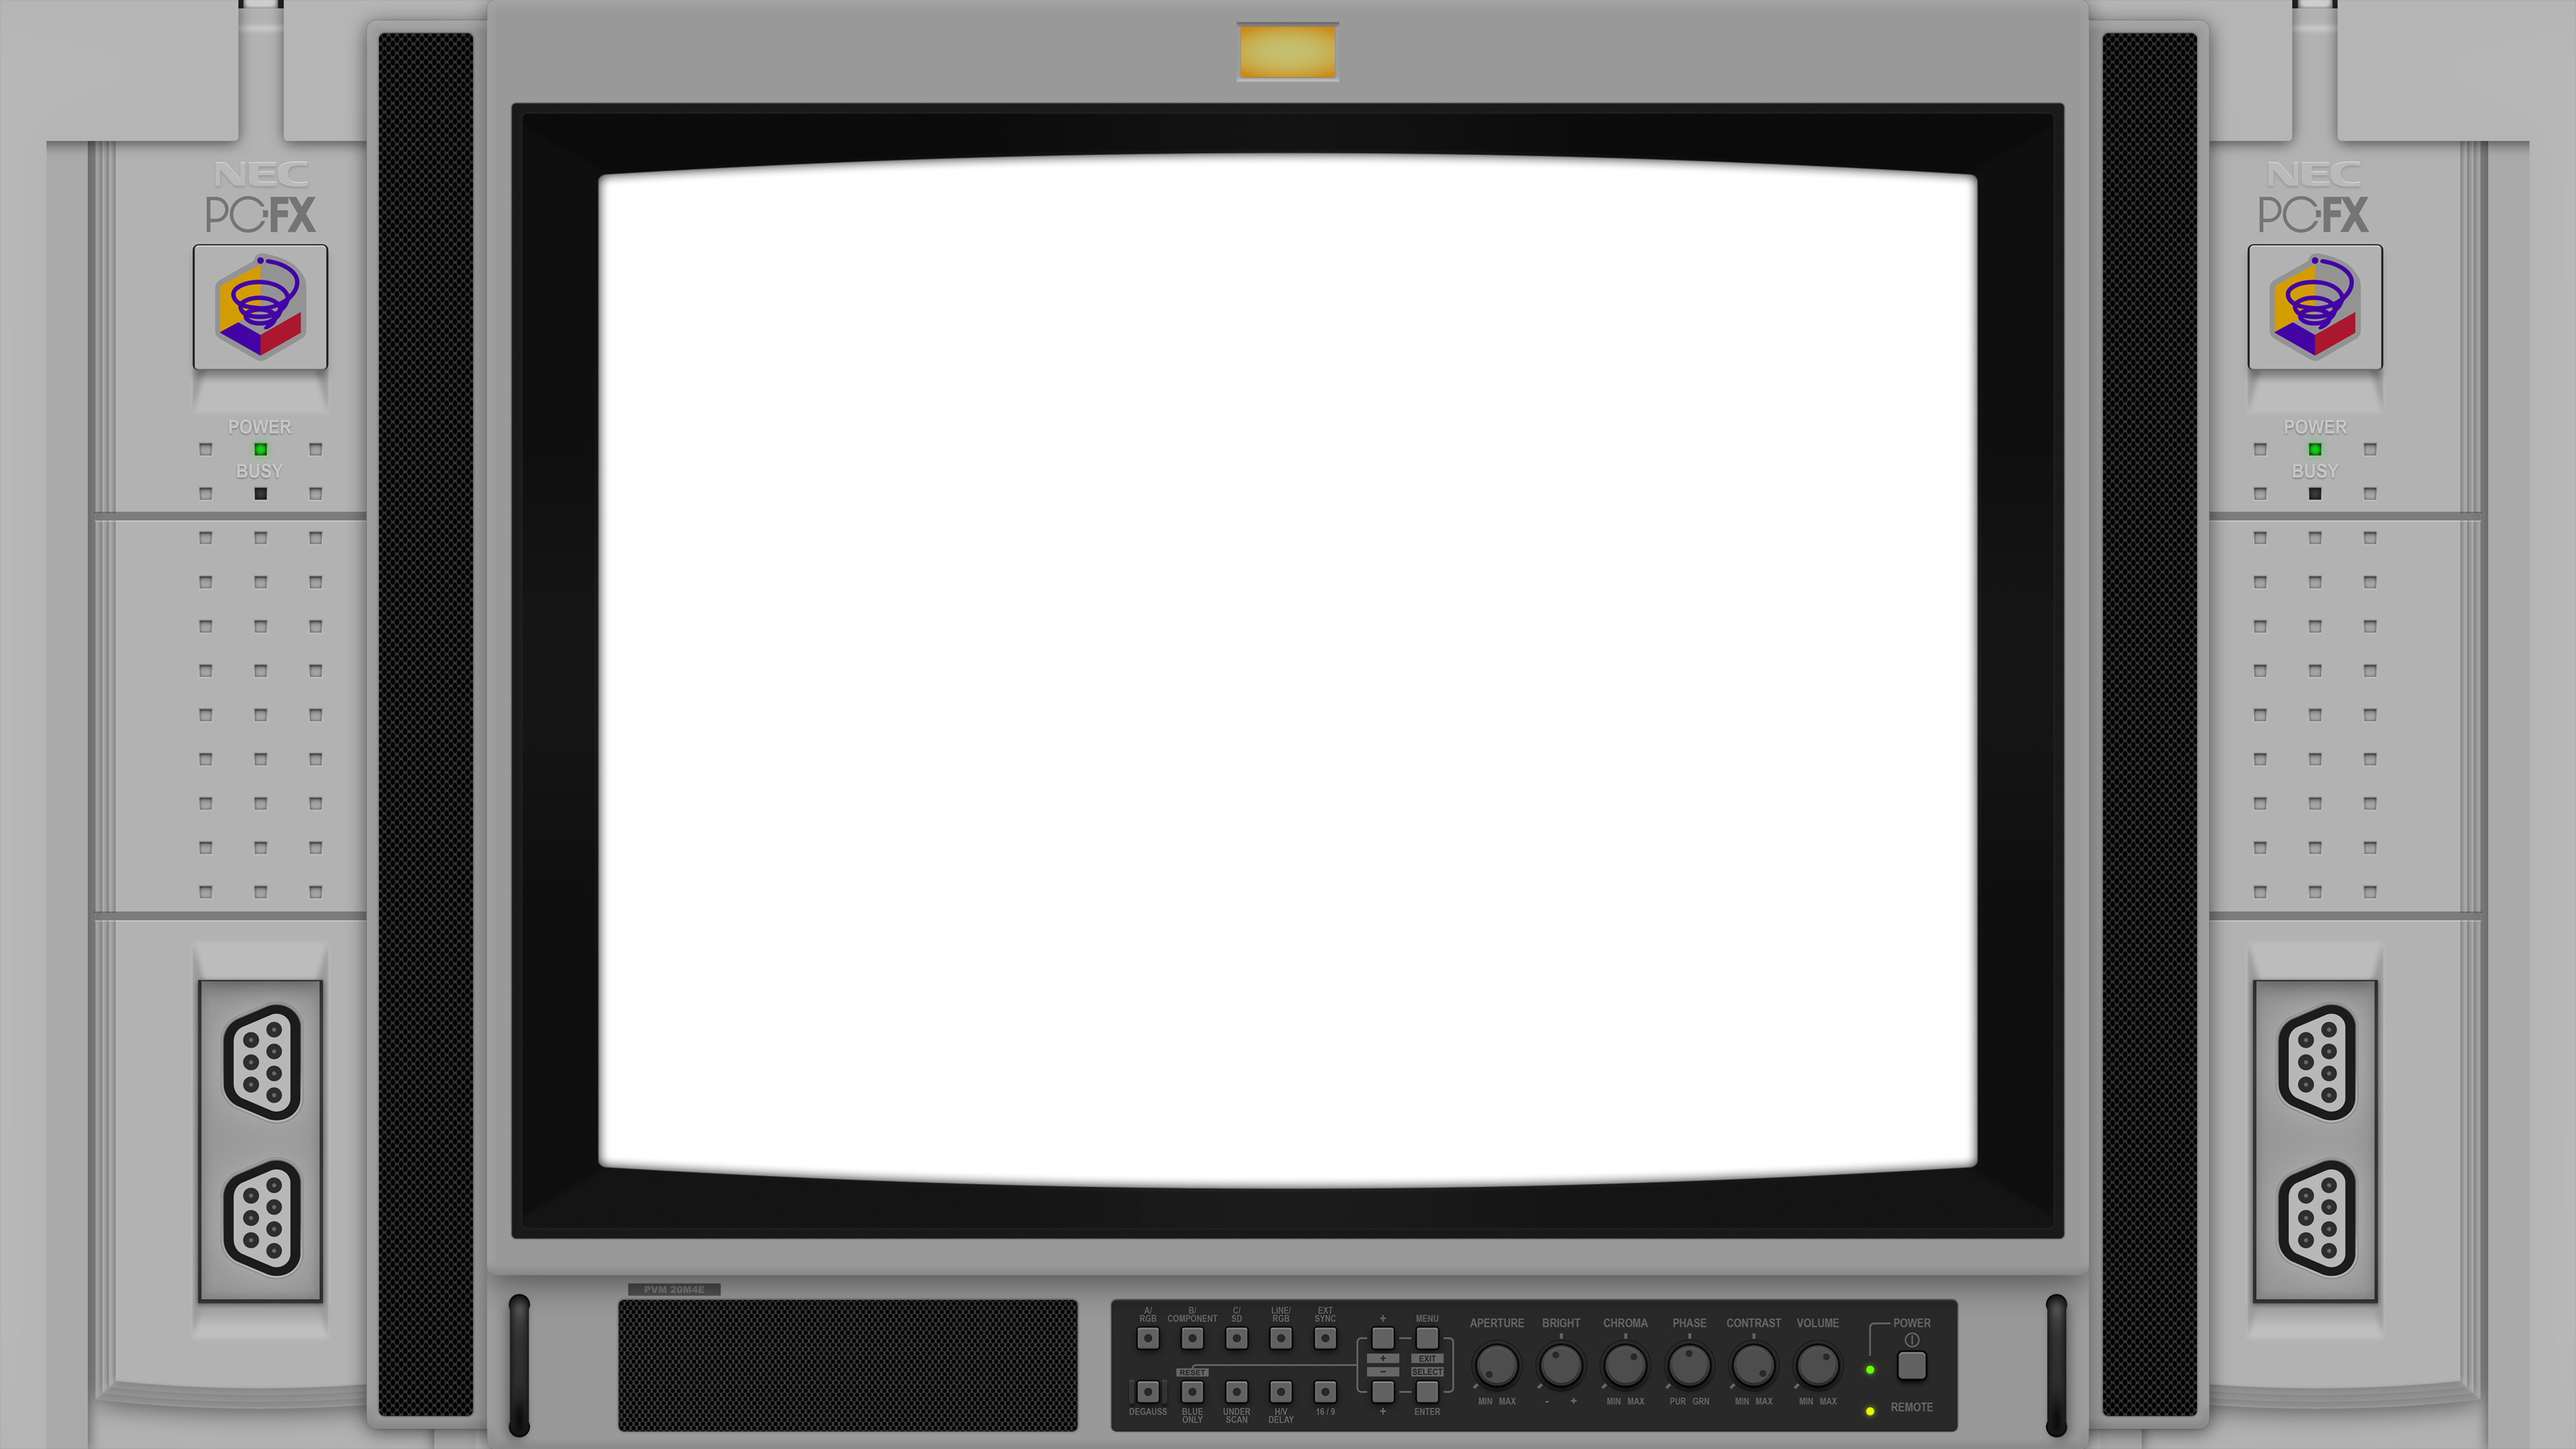 NEC
PC-FX
POWER
BUSY
NEC
PC-FX
POWER
BUSY
PVM 20M4E
A/ RGB
B/ COMPONENT
C/ SD
LINE/ RGB
EXT SYNC
+
MENU
+
EXIT
RESET
−
SELECT
DEGAUSS
BLUE ONLY
UNDER SCAN
H/V DELAY
16 / 9
+
ENTER
APERTURE
BRIGHT
CHROMA
PHASE
CONTRAST
VOLUME
POWER
MIN MAX
- +
MIN MAX
PUR GRN
MIN MAX
MIN MAX
REMOTE